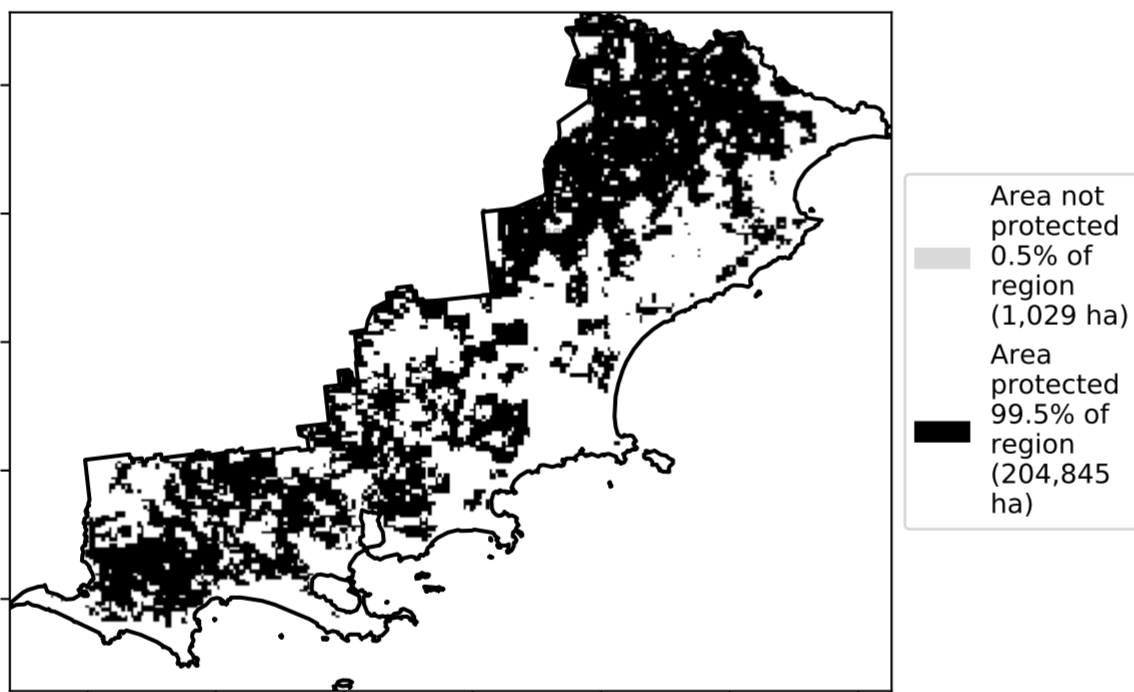 Area not
protected
0.5% of
region
(1,029 ha)
Area
protected
99.5% of
region
(204,845
ha)